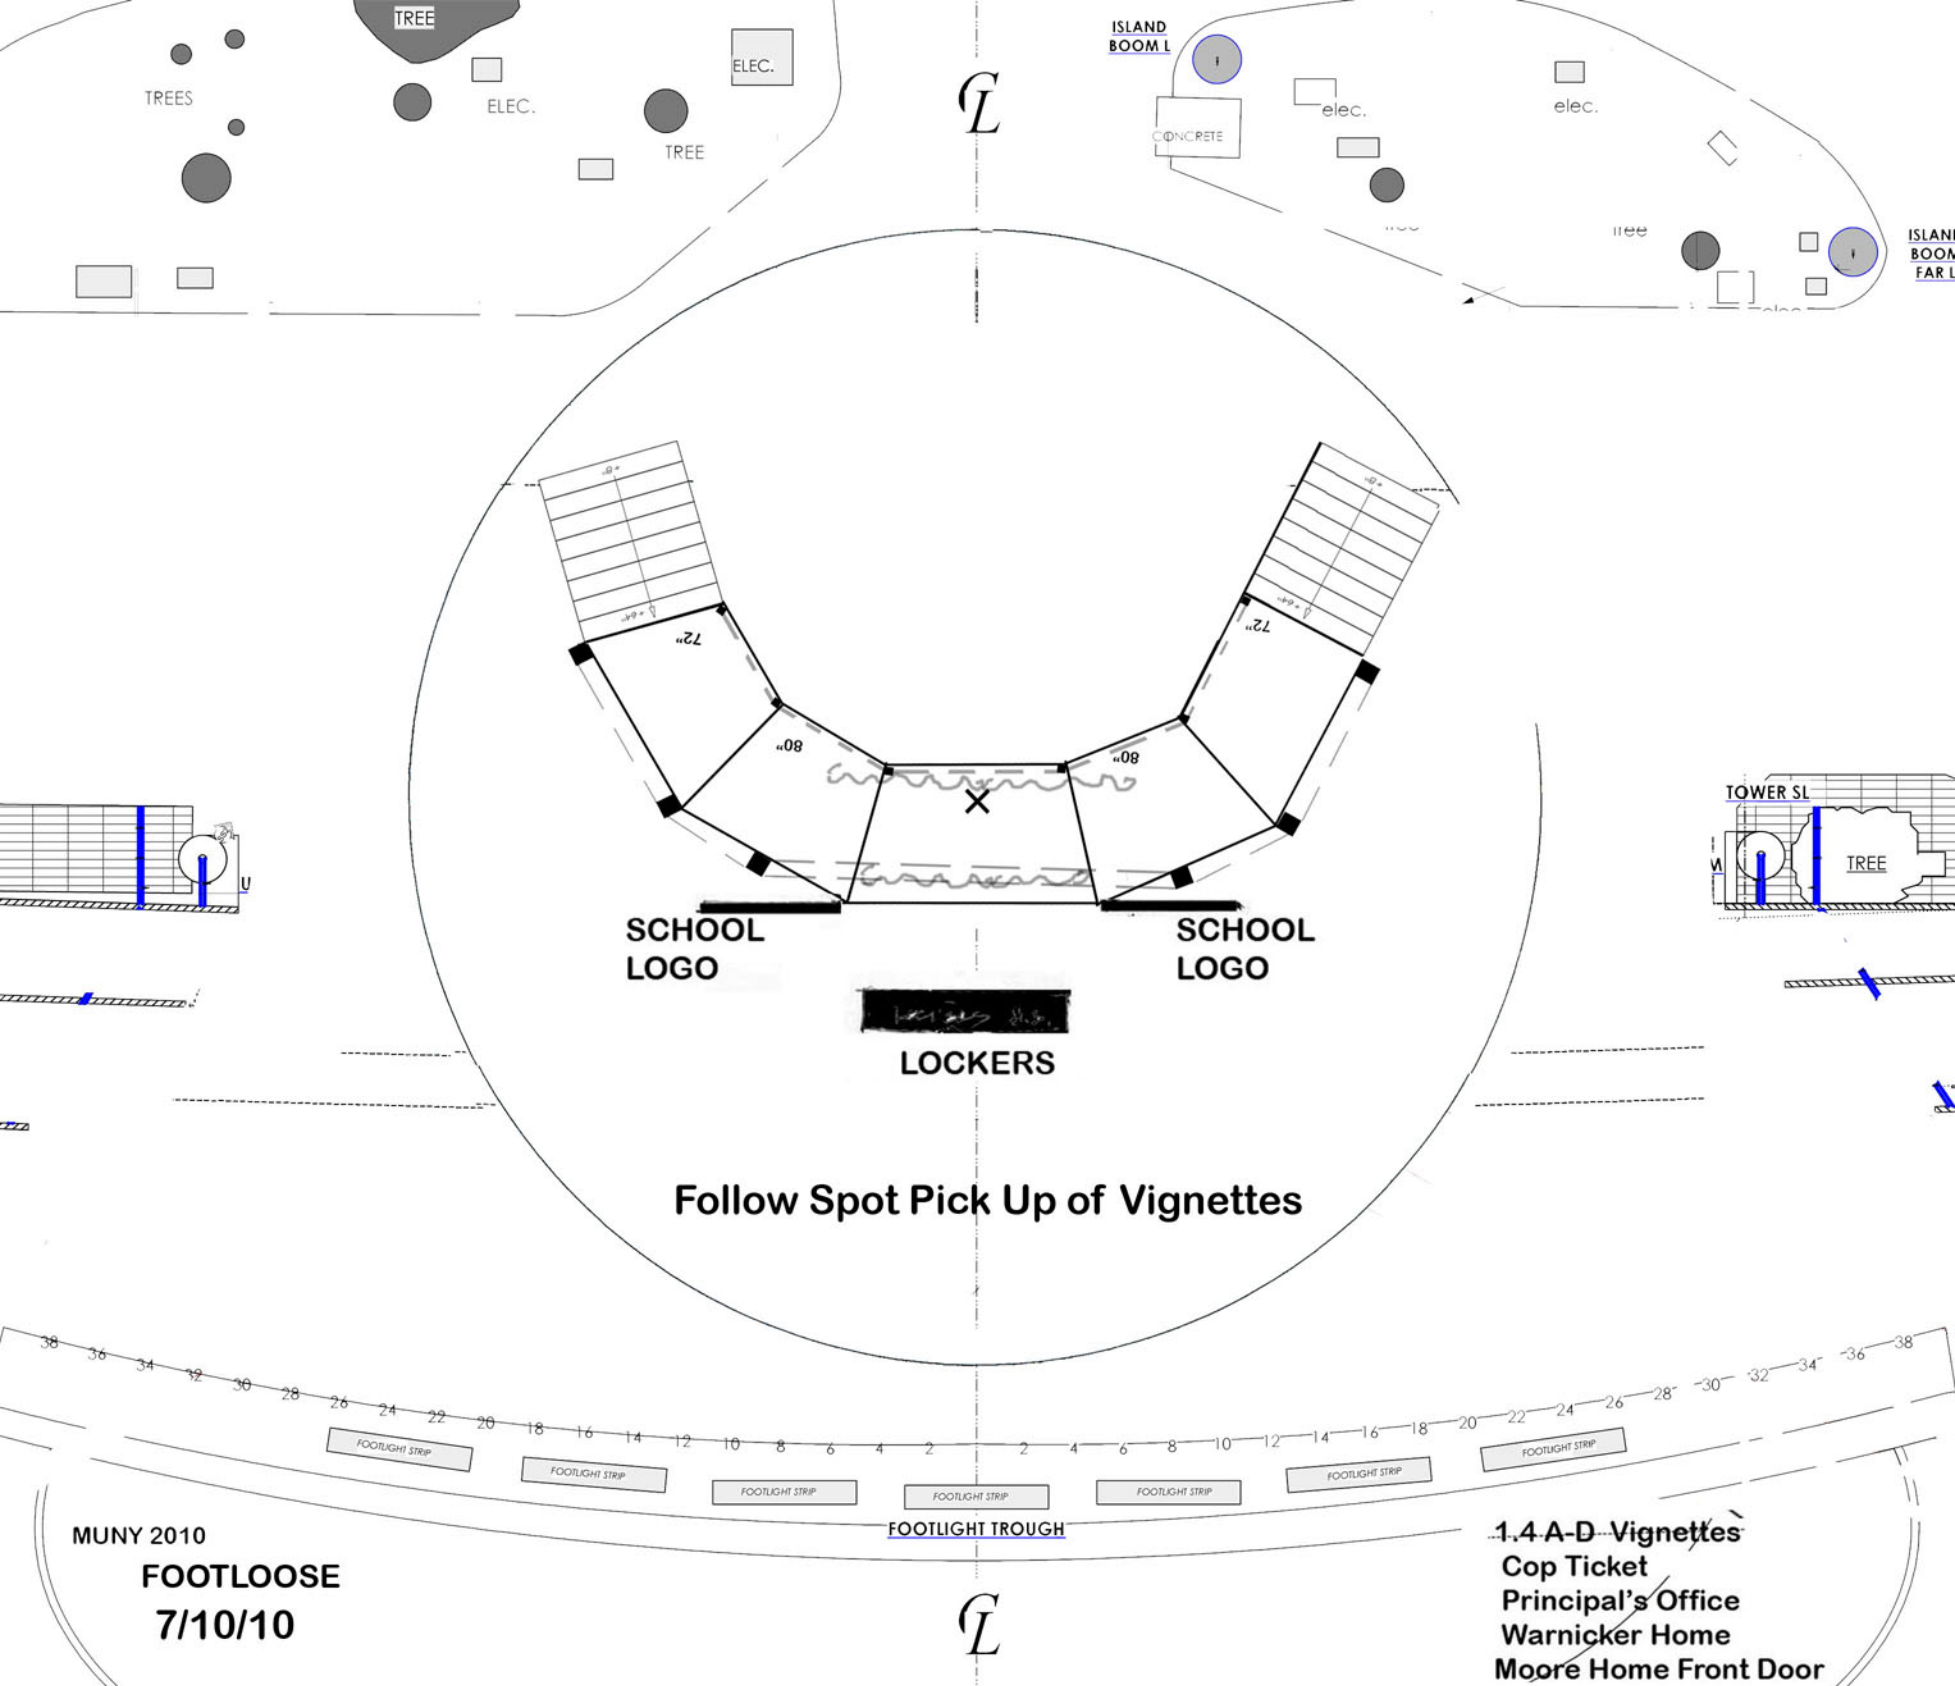 TREE
ISLAND
BOOM L
ELEC.
TREES
ELEC.
TREE
C
L
CONCRETE
elec.
elec.
Tree
ISLAN
BOOM
FAR L
+8"
+8"
+64"
+64"
72"
72"
80"
80"
TOWER SL
TREE
U
M
SCHOOL
LOGO
SCHOOL
LOGO
LOCKERS
Follow Spot Pick Up of Vignettes
38 36 34 32 30 28 26 24 22 20 18 16 14 12 10 8 6 4 2 2 4 6 8 10 12 14 16 18 20 22 24 26 28 30 32 34 36 38
FOOTLIGHT STRIP
FOOTLIGHT STRIP
FOOTLIGHT STRIP
FOOTLIGHT STRIP
FOOTLIGHT STRIP
FOOTLIGHT STRIP
FOOTLIGHT STRIP
FOOTLIGHT TROUGH
MUNY 2010
FOOTLOOSE
7/10/10
C
L
1.4 A-D Vignettes
Cop Ticket
Principal's Office
Warnicker Home
Moore Home Front Door